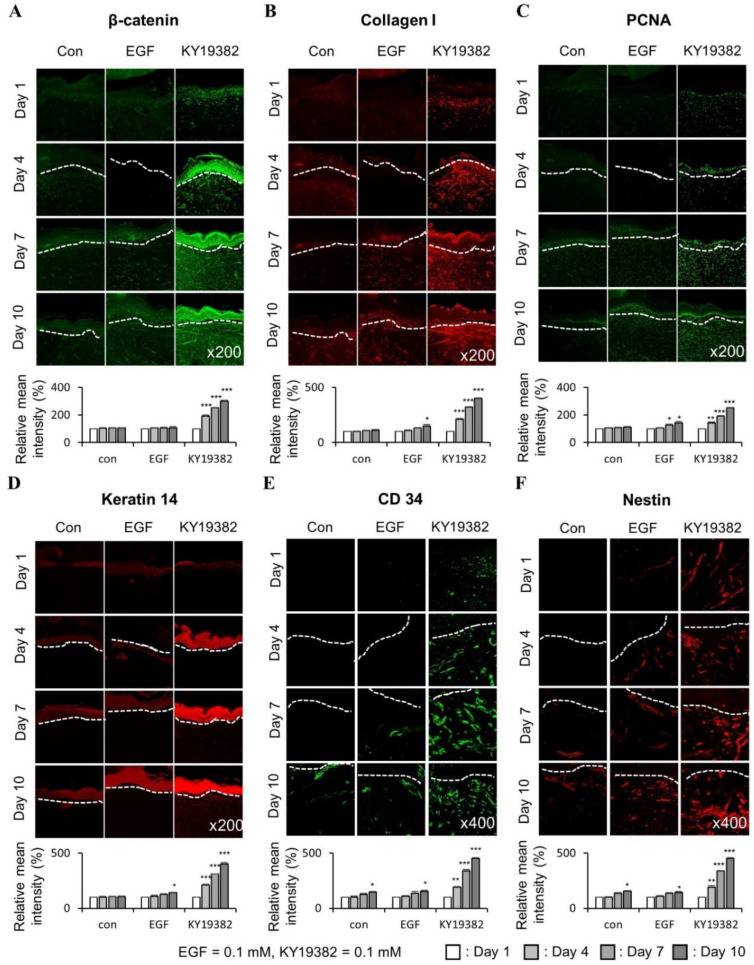 A
β-catenin
Con EGF KY19382
Day 1
Day 4
Day 7
Day 10
x200
Relative mean
intensity (%)
400
200
0
*** *** ***
con EGF KY19382
B
Collagen I
Con EGF KY19382
Day 1
Day 4
Day 7
Day 10
x200
Relative mean
intensity (%)
500
0
* *** *** ***
con EGF KY19382
C
PCNA
Con EGF KY19382
Day 1
Day 4
Day 7
Day 10
x200
Relative mean
intensity (%)
400
200
0
* * ** *** ***
con EGF KY19382
D
Keratin 14
Con EGF KY19382
Day 1
Day 4
Day 7
Day 10
x200
Relative mean
intensity (%)
500
0
* *** *** ***
con EGF KY19382
E
CD 34
Con EGF KY19382
Day 1
Day 4
Day 7
Day 10
x400
Relative mean
intensity (%)
500
0
* * ** *** ***
con EGF KY19382
F
Nestin
Con EGF KY19382
Day 1
Day 4
Day 7
Day 10
x400
Relative mean
intensity (%)
500
0
* * ** *** ***
con EGF KY19382
EGF = 0.1 mM, KY19382 = 0.1 mM
: Day 1 : Day 4 : Day 7 : Day 10